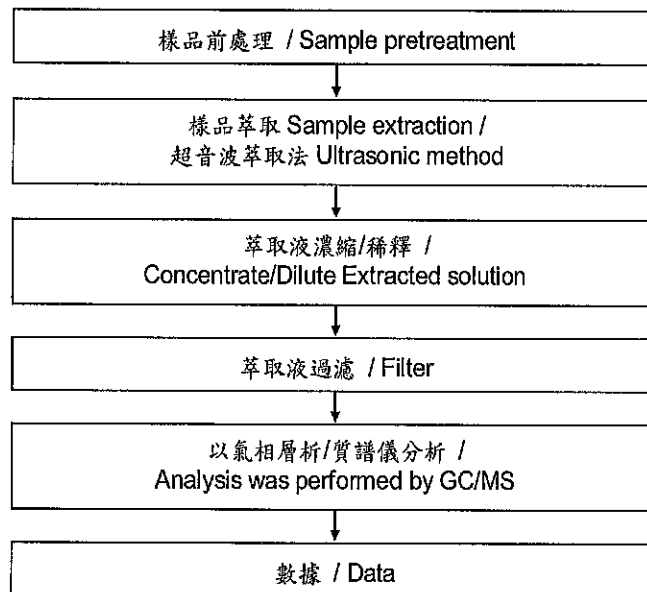 樣品前處理 / Sample pretreatment
樣品萃取 Sample extraction /
超音波萃取法 Ultrasonic method
萃取液濃縮/稀釋 /
Concentrate/Dilute Extracted solution
萃取液過濾 / Filter
以氣相層析/質譜儀分析 /
Analysis was performed by GC/MS
數據 / Data